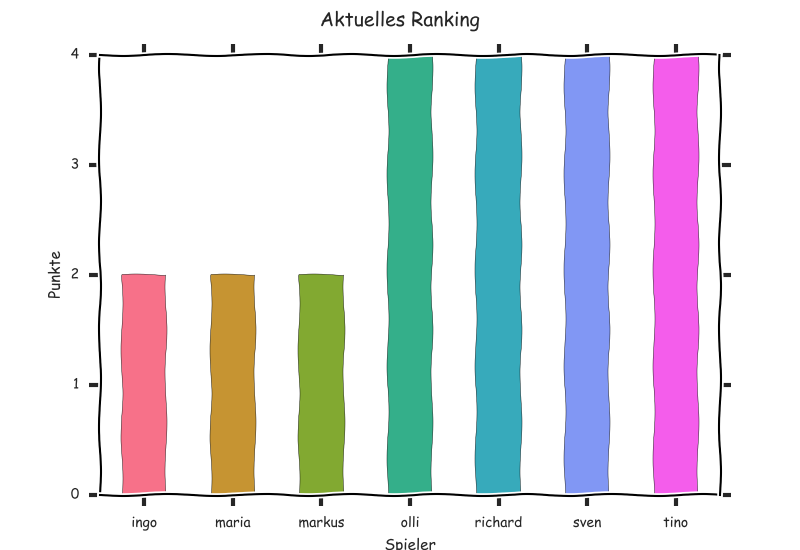 Aktuelles Ranking
4
3
2
1
0
Punkte
ingo maria markus olli richard sven tino
Spieler